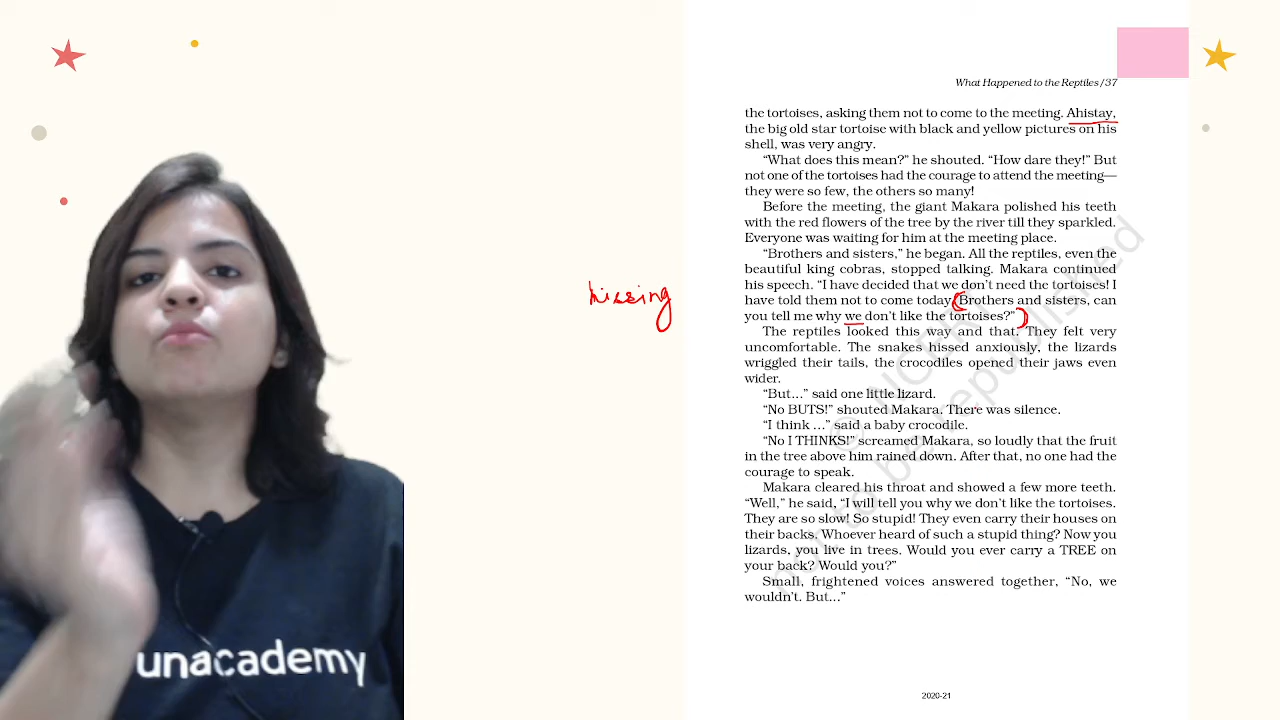 What Happened to the Reptiles/37
the tortoises, asking them not to come to the meeting. Ahistay,
the big old star tortoise with black and yellow pictures on his
shell, was very angry.
“What does this mean?” he shouted. “How dare they!” But
not one of the tortoises had the courage to attend the meeting—
they were so few, the others so many!
Before the meeting, the giant Makara polished his teeth
with the red flowers of the tree by the river till they sparkled.
Everyone was waiting for him at the meeting place.
“Brothers and sisters,” he began. All the reptiles, even the
beautiful king cobras, stopped talking. Makara continued
his speech. “I have decided that we don’t need the tortoises! I
have told them not to come today. Brothers and sisters, can
you tell me why we don’t like the tortoises?”
The reptiles looked this way and that. They felt very
uncomfortable. The snakes hissed anxiously, the lizards
wriggled their tails, the crocodiles opened their jaws even
wider.
“But...” said one little lizard.
“No BUTS!” shouted Makara. There was silence.
“I think ...” said a baby crocodile.
“No I THINKS!” screamed Makara, so loudly that the fruit
in the tree above him rained down. After that, no one had the
courage to speak.
Makara cleared his throat and showed a few more teeth.
“Well,” he said, “I will tell you why we don’t like the tortoises.
They are so slow! So stupid! They even carry their houses on
their backs. Whoever heard of such a stupid thing? Now you
lizards, you live in trees. Would you ever carry a TREE on
your back? Would you?”
Small, frightened voices answered together, “No, we
wouldn’t. But...”
2020-21
hissing
unacademy
© NCERT
not to be republished